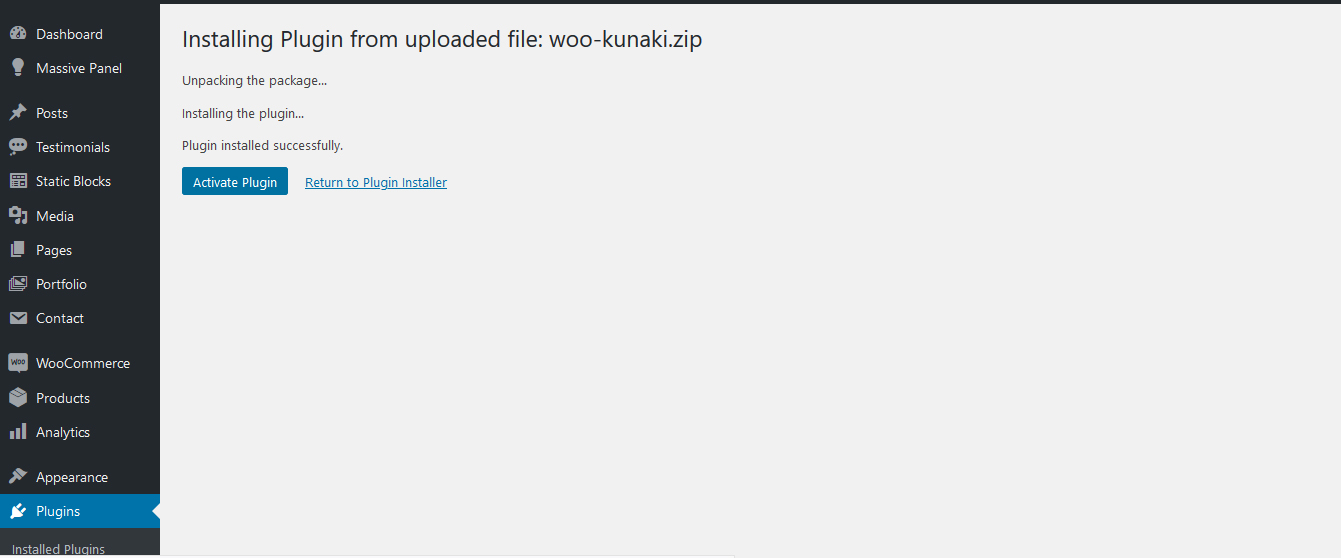 Dashboard
Massive Panel
Posts
Testimonials
Static Blocks
Media
Pages
Portfolio
Contact
WOO
WooCommerce
Products
Analytics
Appearance
Plugins
Installed Plugins
Installing Plugin from uploaded file: woo-kunaki.zip
Unpacking the package...
Installing the plugin...
Plugin installed successfully.
Activate Plugin Return to Plugin Installer